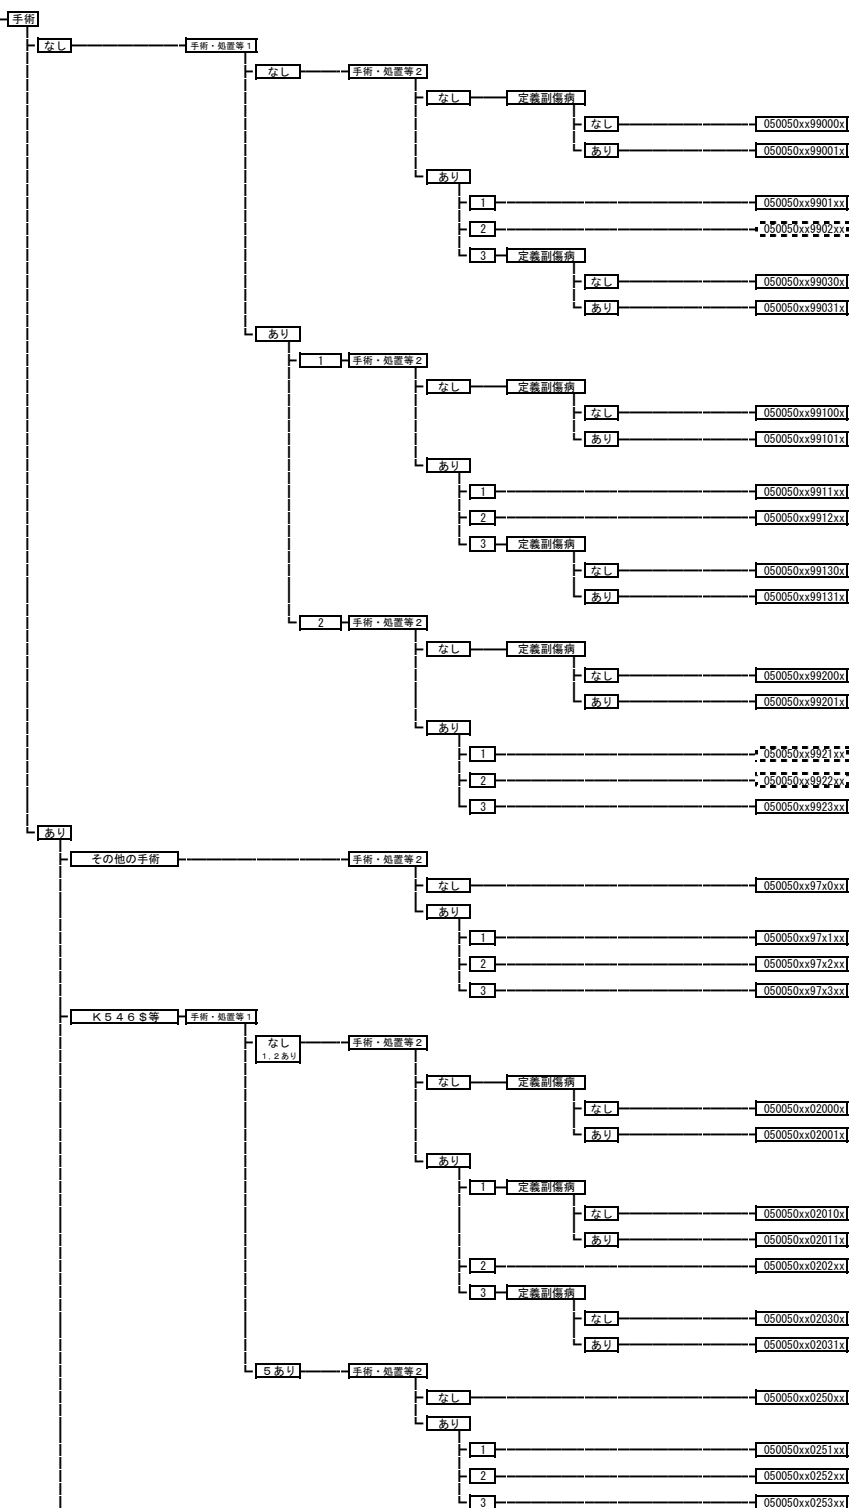 手術
なし 手術・処置等1
なし 手術・処置等2
なし 定義副傷病
なし 050050xx99000x
あり 050050xx99001x
あり
1 050050xx9901xx
2 050050xx9902xx
3 定義副傷病
なし 050050xx99030x
あり 050050xx99031x
あり
1 手術・処置等2
なし 定義副傷病
なし 050050xx99100x
あり 050050xx99101x
あり
1 050050xx9911xx
2 050050xx9912xx
3 定義副傷病
なし 050050xx99130x
あり 050050xx99131x
2 手術・処置等2
なし 定義副傷病
なし 050050xx99200x
あり 050050xx99201x
あり
1 050050xx9921xx
2 050050xx9922xx
3 050050xx9923xx
あり
その他の手術 手術・処置等2
なし 050050xx97x0xx
あり
1 050050xx97x1xx
2 050050xx97x2xx
3 050050xx97x3xx
K546$等 手術・処置等1
なし 手術・処置等2
1,2あり
なし 定義副傷病
なし 050050xx02000x
あり 050050xx02001x
あり
1 定義副傷病
なし 050050xx02010x
あり 050050xx02011x
2 050050xx0202xx
3 定義副傷病
なし 050050xx02030x
あり 050050xx02031x
5あり 手術・処置等2
なし 050050xx0250xx
あり
1 050050xx0251xx
2 050050xx0252xx
3 050050xx0253xx